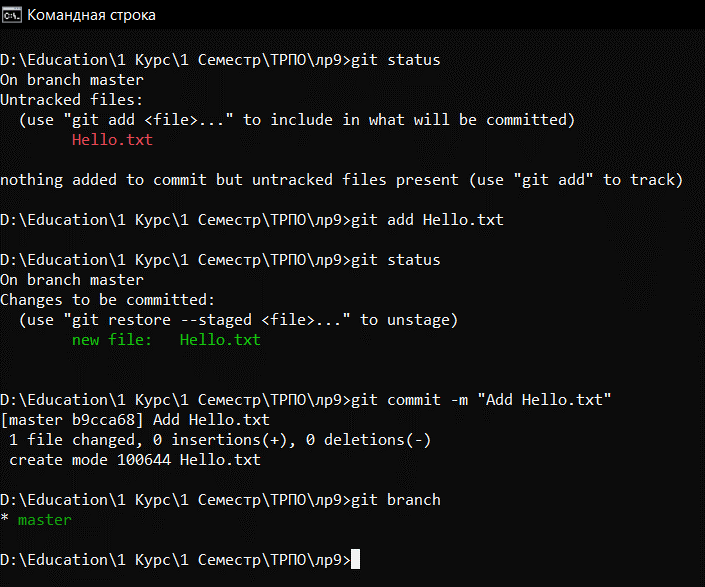 Командная строка
D:\Education\1 Курс\1 Семестр\ТРПО\лр9>git status
On branch master
Untracked files:
  (use "git add <file>..." to include in what will be committed)
        Hello.txt
nothing added to commit but untracked files present (use "git add" to track)
D:\Education\1 Курс\1 Семестр\ТРПО\лр9>git add Hello.txt
D:\Education\1 Курс\1 Семестр\ТРПО\лр9>git status
On branch master
Changes to be committed:
  (use "git restore --staged <file>..." to unstage)
        new file:   Hello.txt
D:\Education\1 Курс\1 Семестр\ТРПО\лр9>git commit -m "Add Hello.txt"
[master b9cca68] Add Hello.txt
 1 file changed, 0 insertions(+), 0 deletions(-)
 create mode 100644 Hello.txt
D:\Education\1 Курс\1 Семестр\ТРПО\лр9>git branch
* master
D:\Education\1 Курс\1 Семестр\ТРПО\лр9>